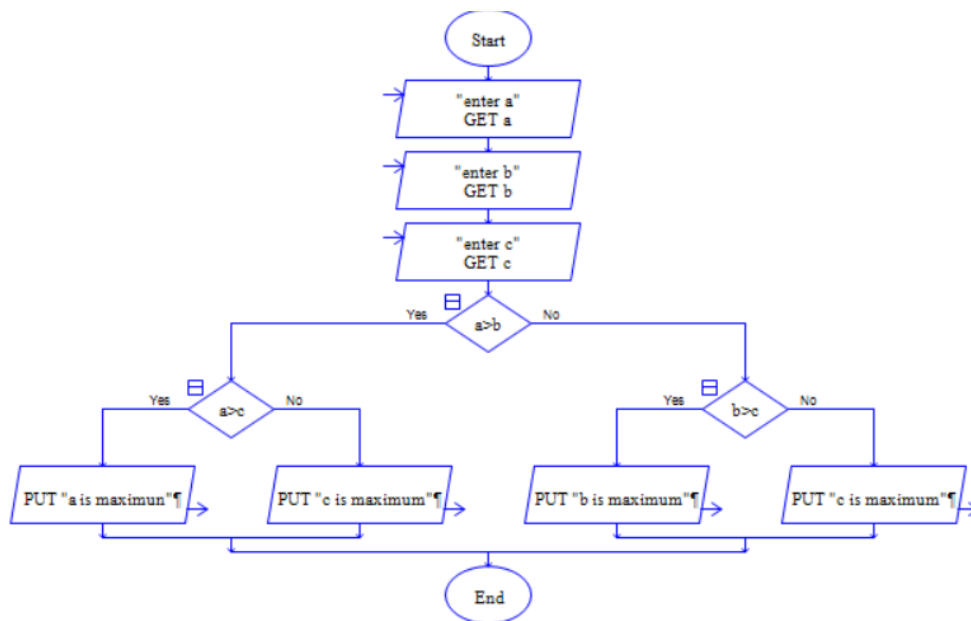 Start
"enter a"
GET a
"enter b"
GET b
"enter c"
GET c
Yes
a>b
No
Yes
a>c
No
Yes
b>c
No
PUT "a is maximun"¶
PUT "c is maximum"¶
PUT "b is maximum"¶
PUT "c is maximum"¶
End